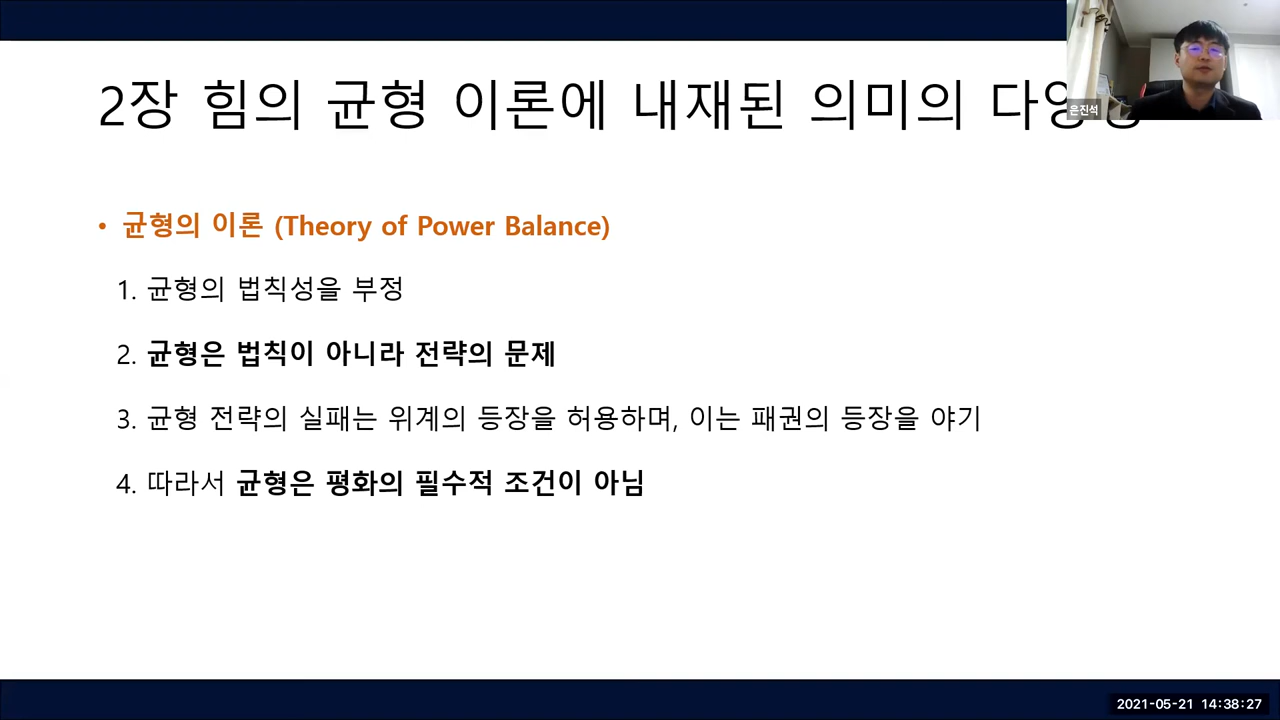 2장 힘의 균형 이론에 내재된 의미의
은진석
• 균형의 이론 (Theory of Power Balance)
1. 균형의 법칙성을 부정
2. 균형은 법칙이 아니라 전략의 문제
3. 균형 전략의 실패는 위계의 등장을 허용하며, 이는 패권의 등장을 야기
4. 따라서 균형은 평화의 필수적 조건이 아님
2021-05-21 14:38:27